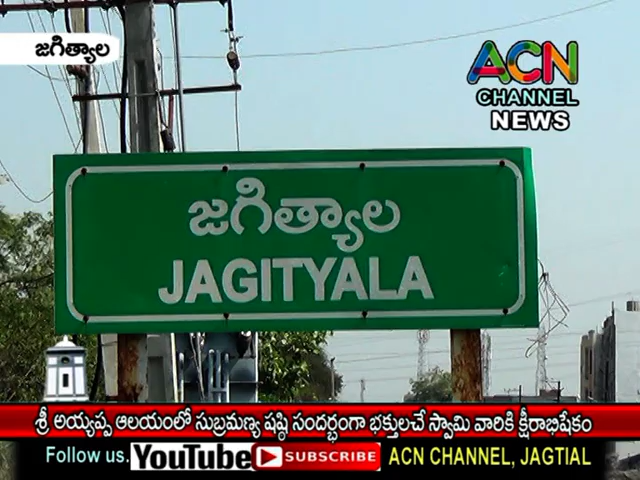 జగిత్యాల
ACN
CHANNEL
NEWS
జగిత్యాల
JAGITYALA
శ్రీ అయ్యప్ప ఆలయంలో సుబ్రమణ్య షష్ఠి సందర్భంగా భక్తులచే స్వామి వారికి క్షీరాభిషేకం
Follow us. YouTube SUBSCRIBE ACN CHANNEL, JAGTIAL